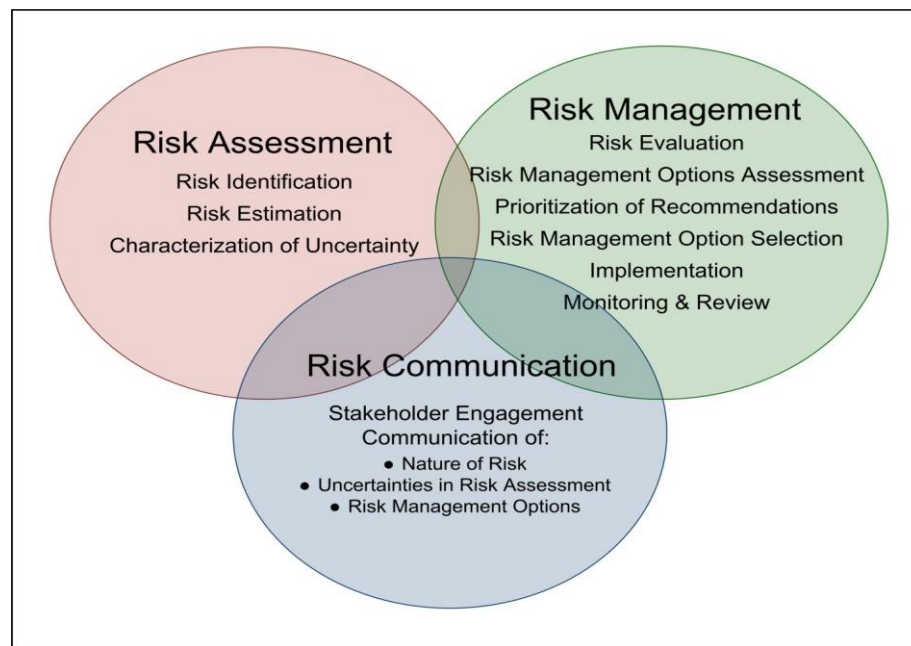 Risk Assessment
Risk Identification
Risk Estimation
Characterization of Uncertainty
Risk Management
Risk Evaluation
Risk Management Options Assessment
Prioritization of Recommendations
Risk Management Option Selection
Implementation
Monitoring & Review
Risk Communication
Stakeholder Engagement
Communication of:
● Nature of Risk
● Uncertainties in Risk Assessment
● Risk Management Options